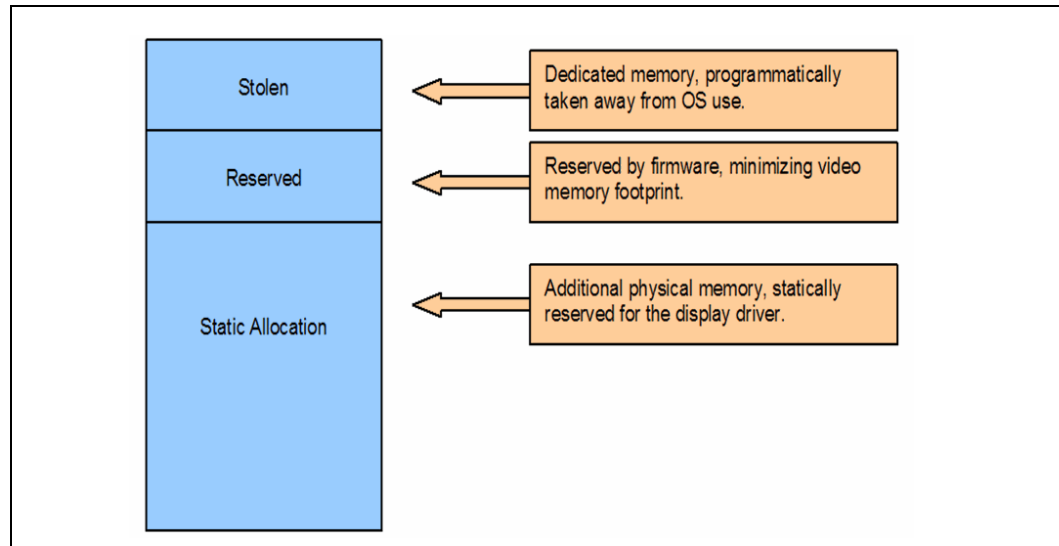 Stolen
Dedicated memory, programmatically
taken away from OS use.
Reserved
Reserved by firmware, minimizing video
memory footprint.
Static Allocation
Additional physical memory, statically
reserved for the display driver.